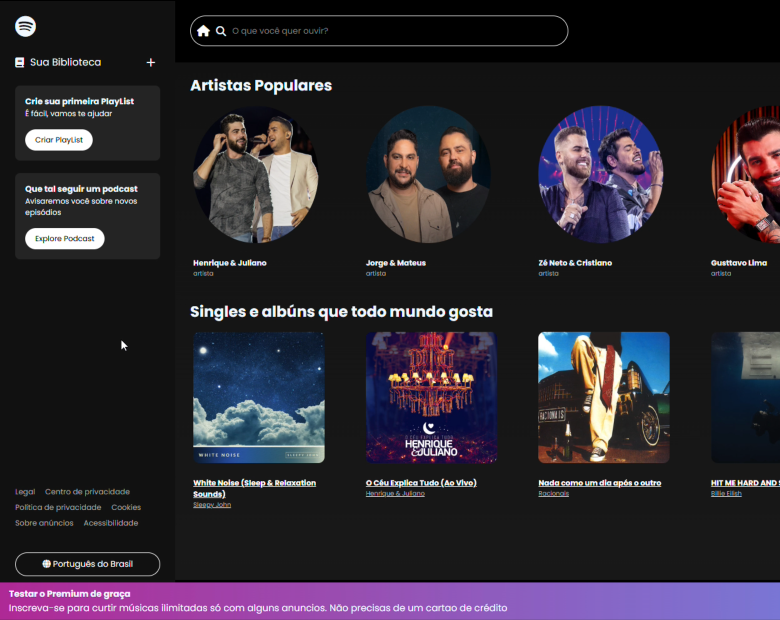 O que você quer ouvir?
Sua Biblioteca
Crie sua primeira PlayList
É fácil, vamos te ajudar
Criar PlayList
Que tal seguir um podcast
Avisaremos você sobre novos
episódios
Explore Podcast
Legal Centro de privacidade
Política de privacidade Cookies
Sobre anúncios Acessibilidade
Português do Brasil
Artistas Populares
Henrique & Juliano
artista
Jorge & Mateus
artista
Zé Neto & Cristiano
artista
Gusttavo Lima
artista
Singles e albúns que todo mundo gosta
WHITE NOISE
SLEEPY JOHN
White Noise (Sleep & Relaxation
Sounds)
Sleepy John
O CÉU EXPLICA TUDO
HENRIQUE
&JULIANO
O Céu Explica Tudo (Ao Vivo)
Henrique & Juliano
RACIONAIS
Nada como um dia após o outro
Racionais
HIT ME HARD AND S
Billie Eilish
Testar o Premium de graça
Inscreva-se para curtir músicas ilimitadas só com alguns anuncios. Não precisas de um cartao de crédito